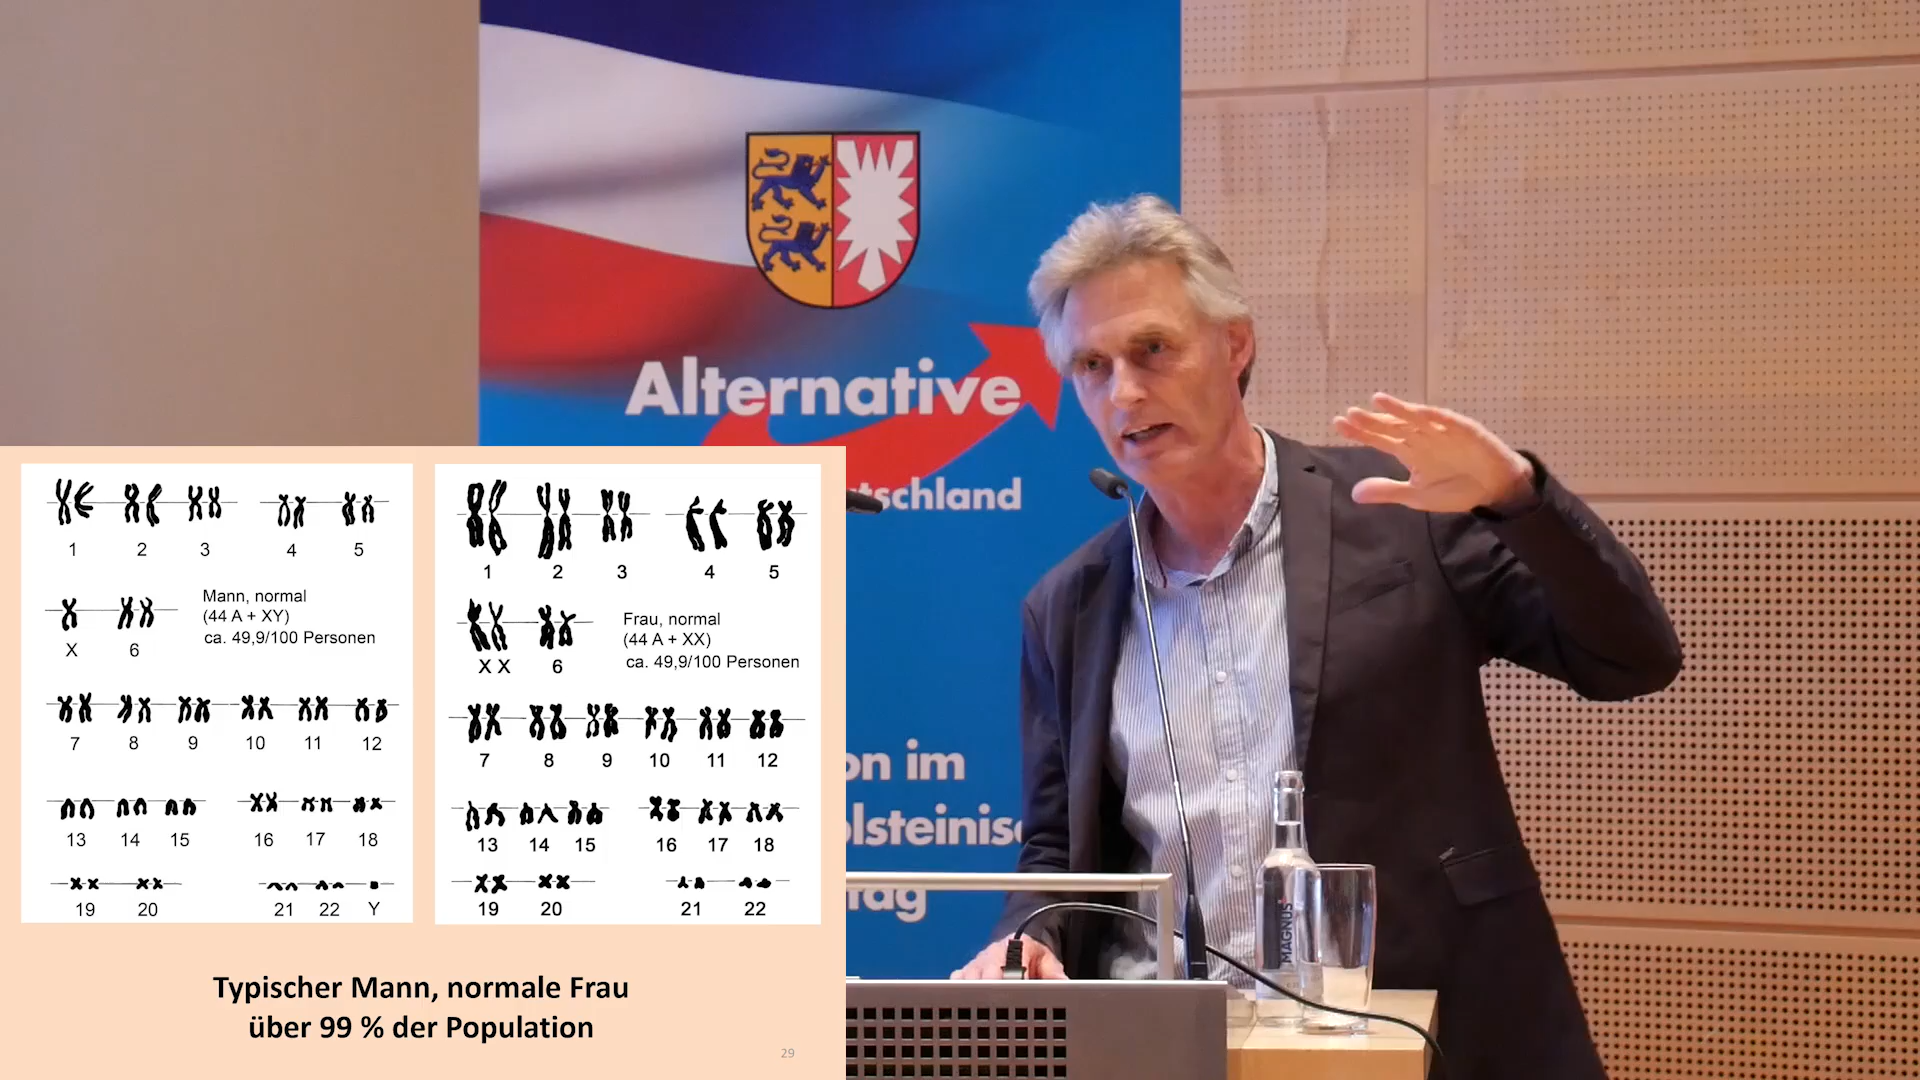 Alternative
tschland
on im
olsteinis
tag
MAGNUS
1 2 3 4 5
X 6
Mann, normal
(44 A + XY)
ca. 49,9/100 Personen
7 8 9 10 11 12
13 14 15 16 17 18
19 20 21 22 Y
1 2 3 4 5
X X 6
Frau, normal
(44 A + XX)
ca. 49,9/100 Personen
7 8 9 10 11 12
13 14 15 16 17 18
19 20 21 22
Typischer Mann, normale Frau
über 99 % der Population
29